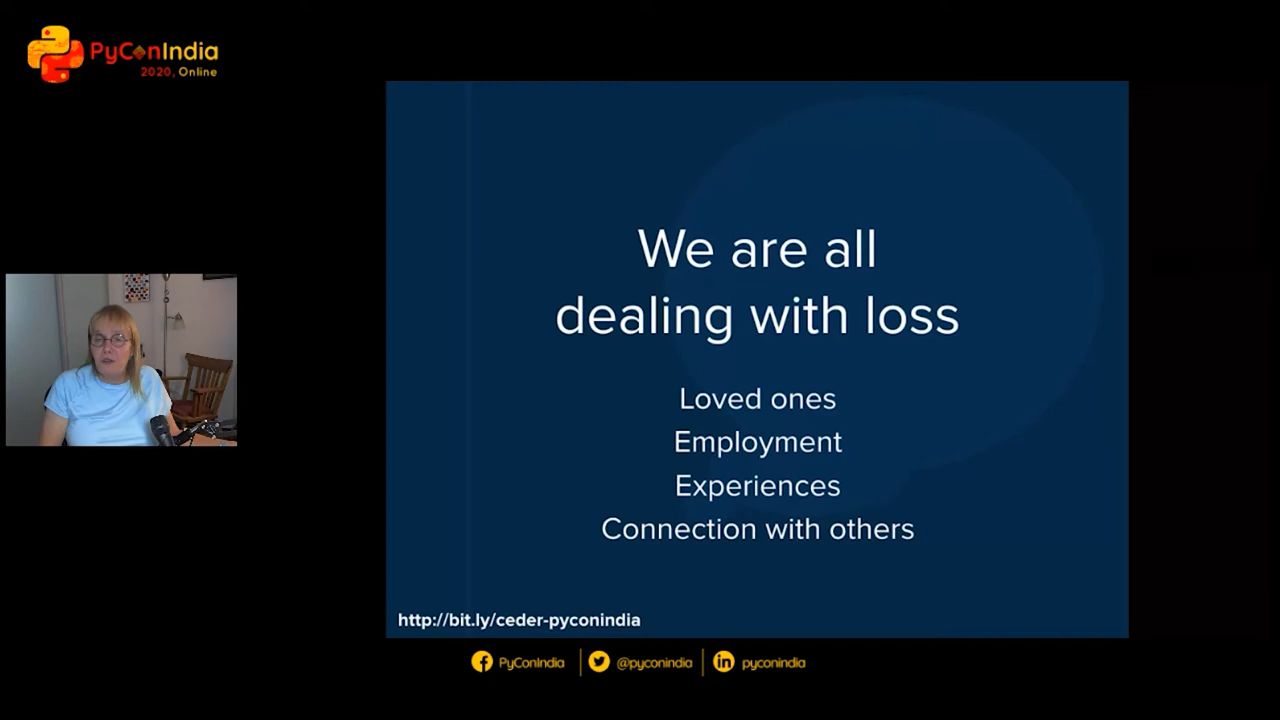 PyConIndia
2020, Online
We are all
dealing with loss
Loved ones
Employment
Experiences
Connection with others
http://bit.ly/ceder-pyconindia
PyConIndia
@pyconindia
pyconindia